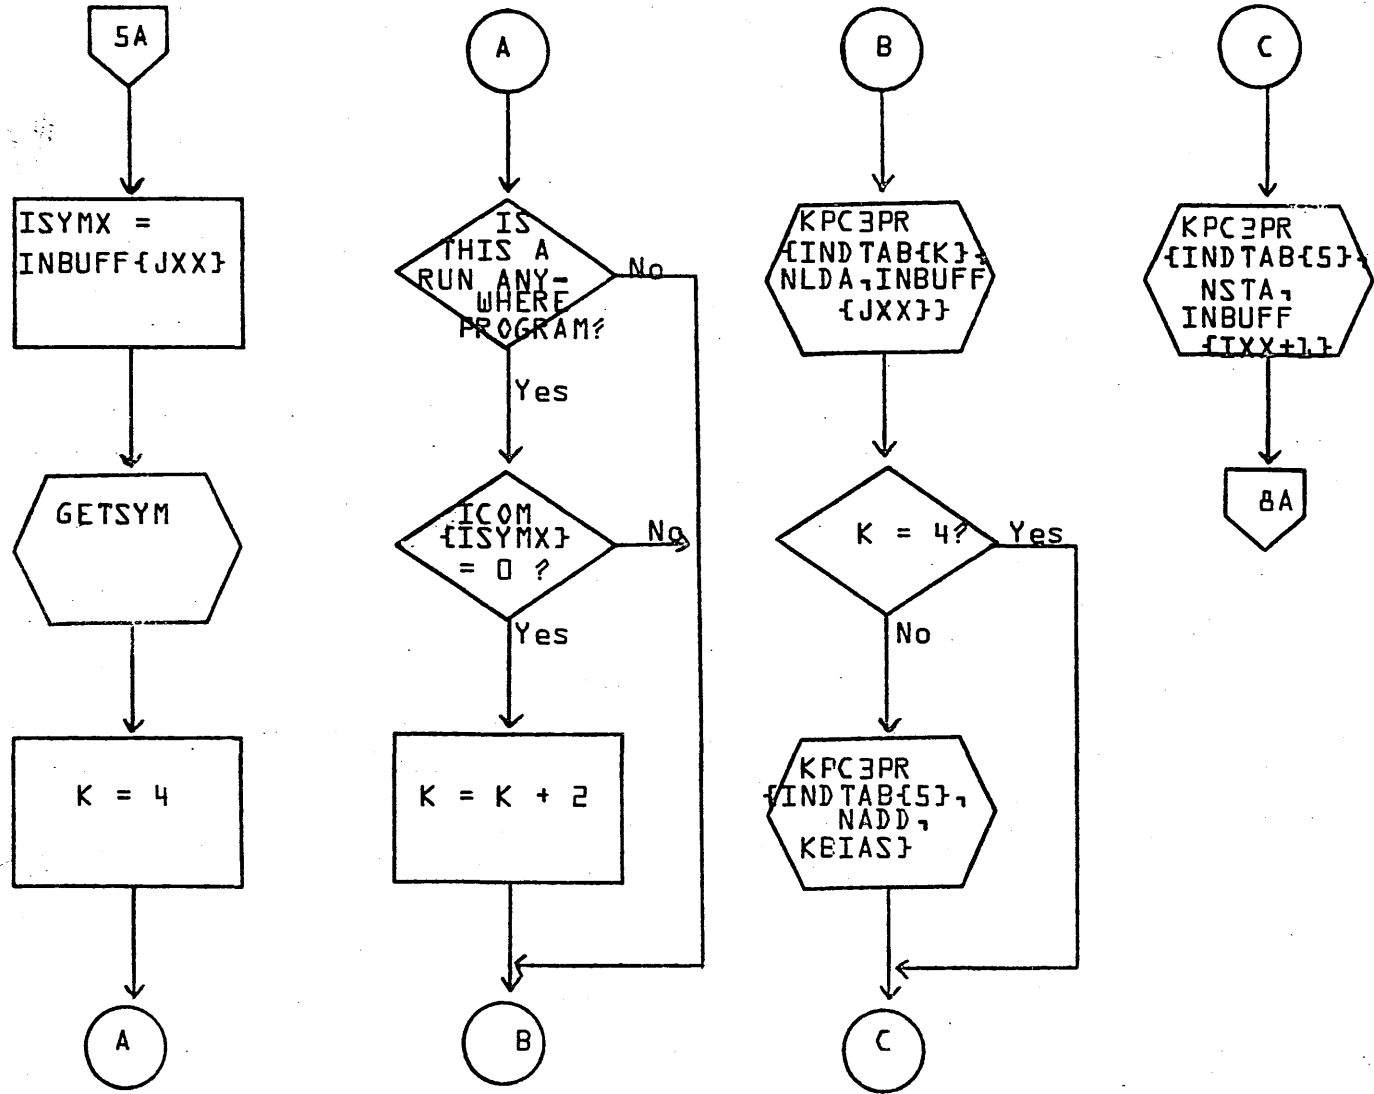 5A
ISYMX =
INBUFF{JXX}
GETSYM
K = 4
A
A
IS
THIS A
RUN ANY-
WHERE
PROGRAM?
No
Yes
ICOM
{ISYMX}
= 0 ?
No
Yes
K = K + 2
B
B
KPC3PR
{INDTAB{K}{
NLDA,INBUFF
{JXX}}
K = 4?
Yes
No
KPC3PR
{INDTAB{5},
NADD,
KBIAS}
C
C
KPC3PR
{INDTAB{5}{
NSTA,
INBUFF
{IXX+1}}
8A